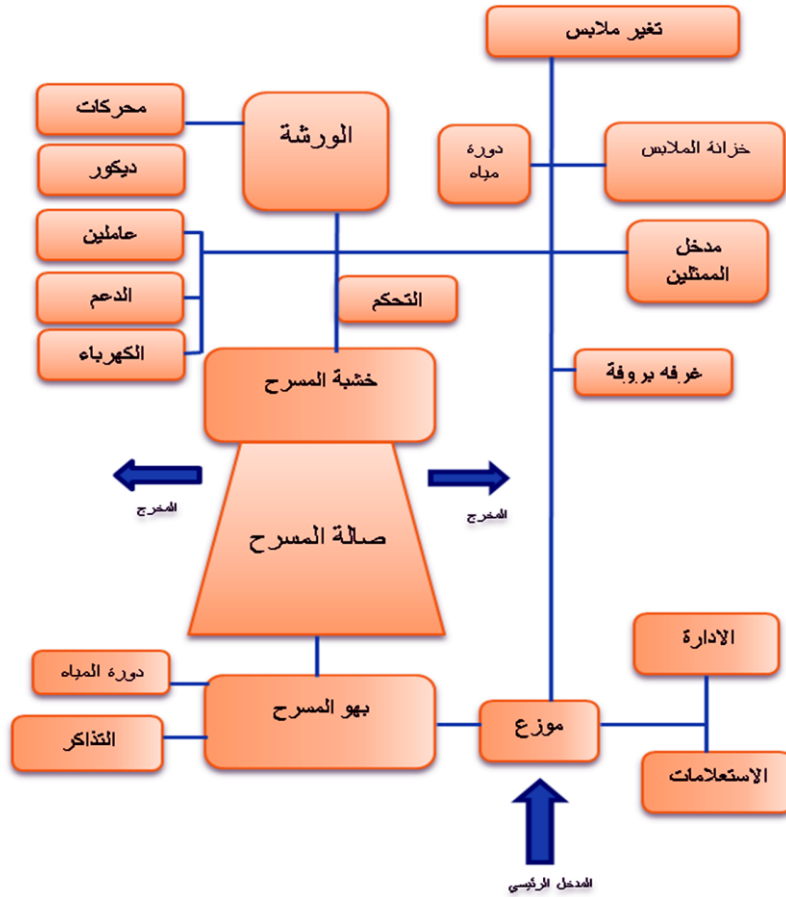 تغير ملابس
محركات
الورشة
دورة
مياه
خزانة الملابس
ديكور
عاملين
مدخل
الممثلين
الدعم
التحكم
الكهرباء
خشبة المسرح
غرفه بروفة
المخرج
المخرج
صالة المسرح
الادارة
دورة المياه
بهو المسرح
موزع
التذاكر
الاستعلامات
المدخل الرئيسي